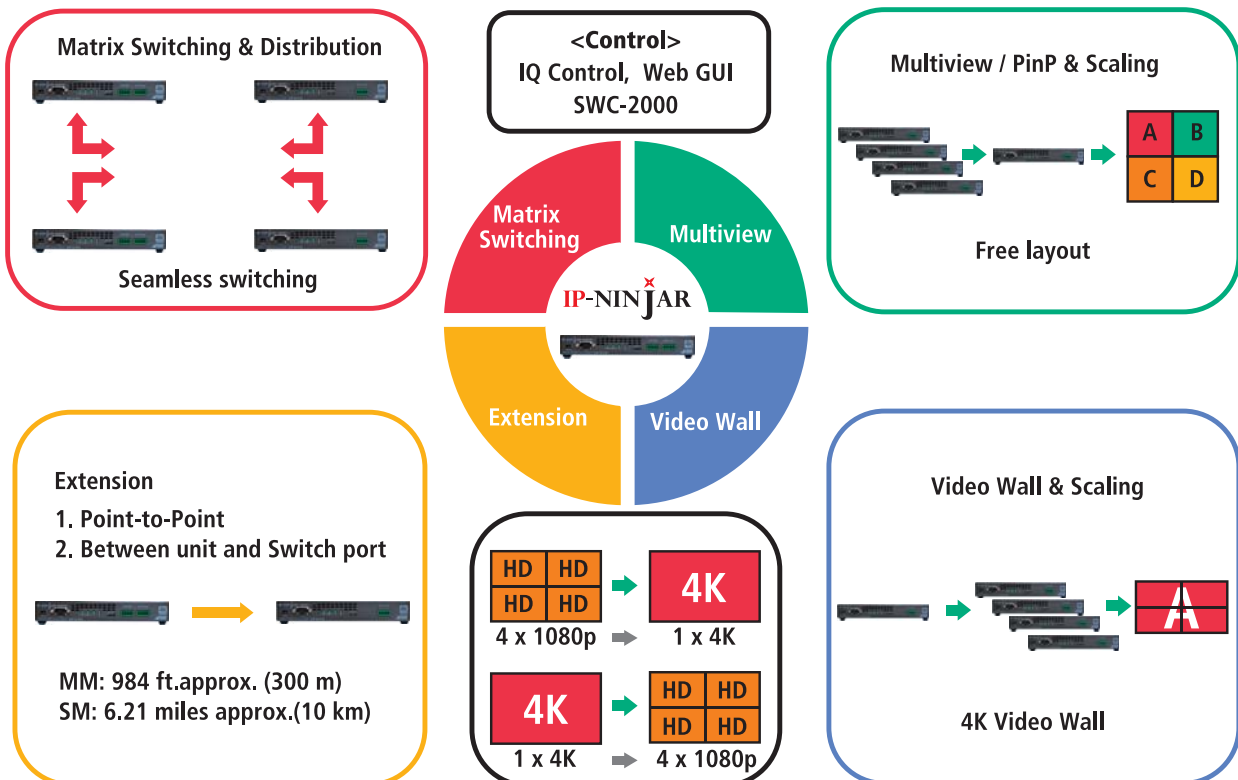 Matrix Switching & Distribution
Seamless switching
<Control>
IQ Control, Web GUI
SWC-2000
Multiview / PinP & Scaling
A B
C D
Free layout
Matrix
Switching
Multiview
IP-NINJAR
Extension
Video Wall
Extension
1. Point-to-Point
2. Between unit and Switch port
MM: 984 ft.approx. (300 m)
SM: 6.21 miles approx.(10 km)
HD HD
HD HD
4K
4 x 1080p
1 x 4K
4K
HD HD
HD HD
1 x 4K
4 x 1080p
Video Wall & Scaling
A
4K Video Wall